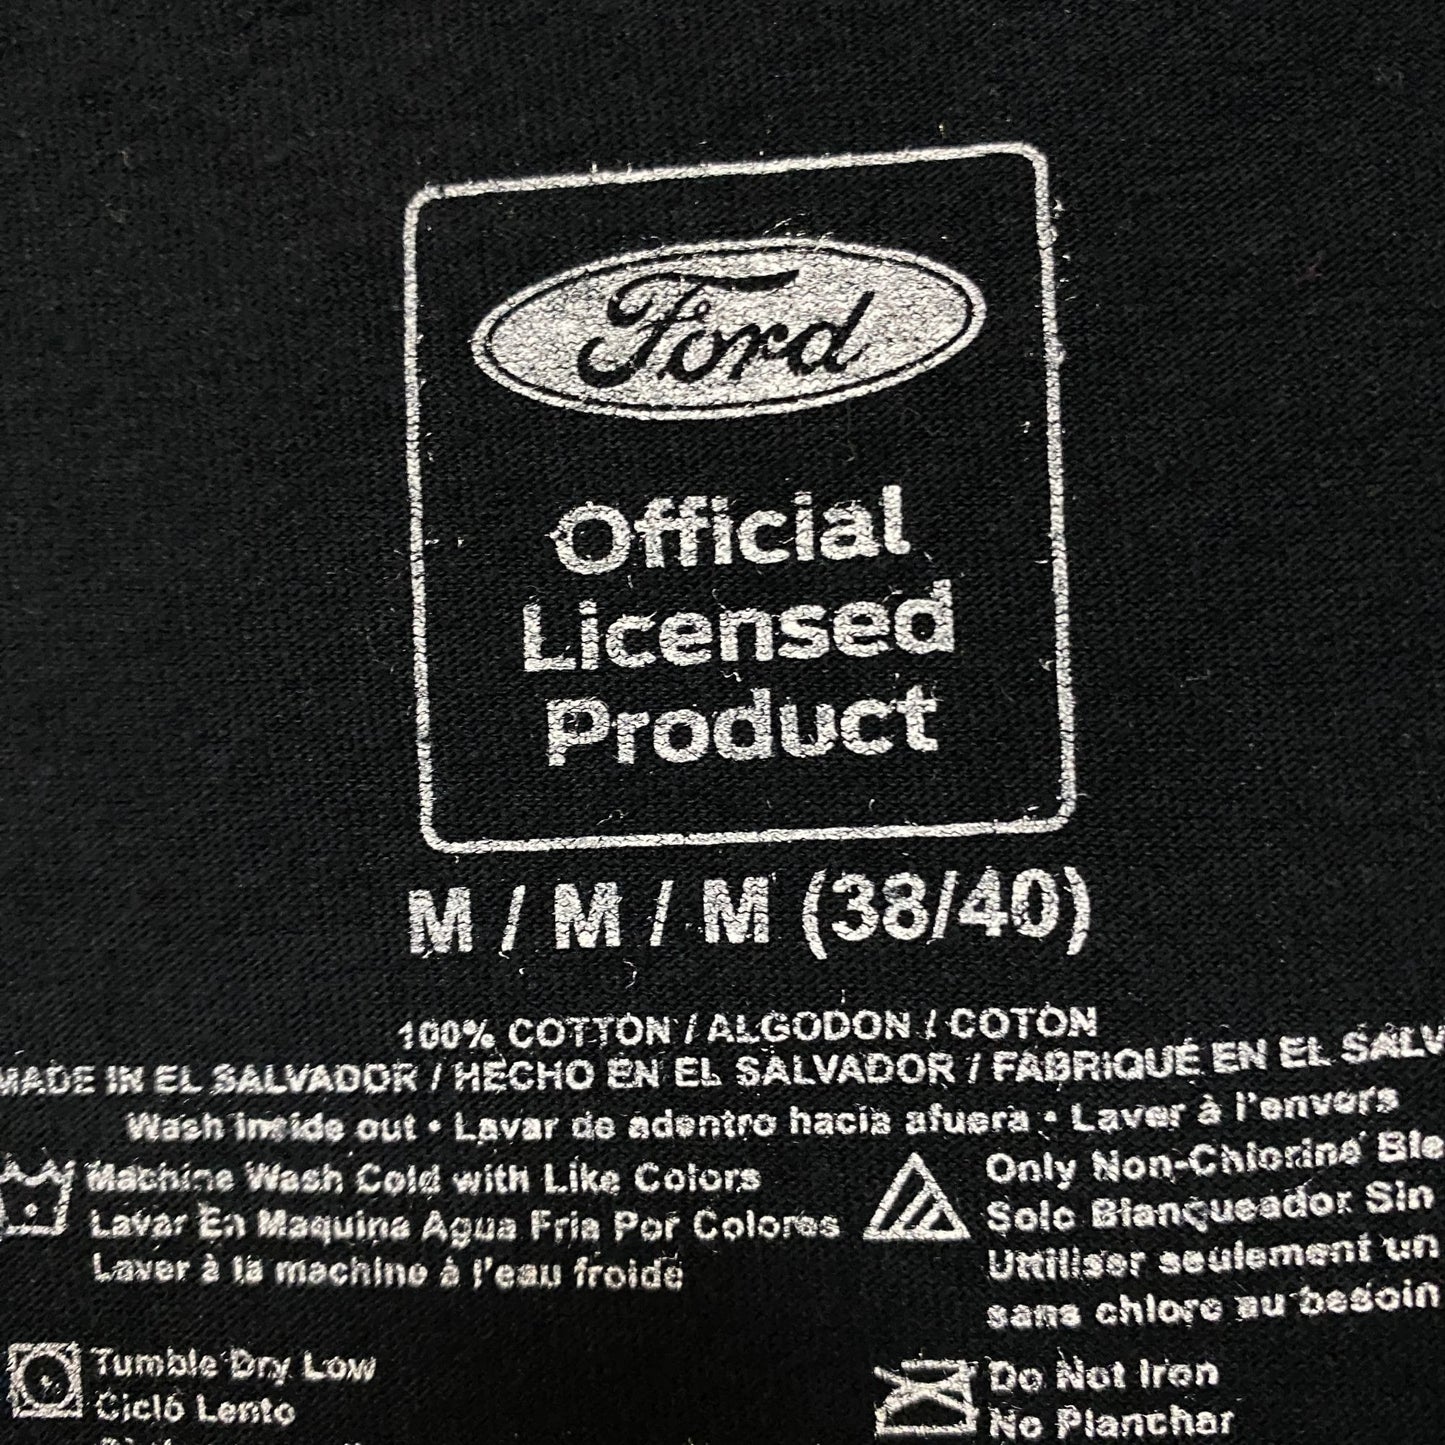 Ford
Official
Licensed
Product
M / M / M (38/40)
100% COTTON / ALGODON / COTON
MADE IN EL SALVADOR / HECHO EN EL SALVADOR / FABRIQUÉ EN EL SALV
Wash inside out • Lavar de adentro hacia afuera • Laver à l'envers
Machine Wash Cold with Like Colors
Lavar En Maquina Agua Fria Por Colores
Laver à la machine à l'eau froide
Only Non-Chlorine Ble
Solo Blanqueador Sin
Utiliser seulement un
sans chlore au besoin
Tumble Dry Low
Ciclo Lento
Do Not Iron
No Planchar